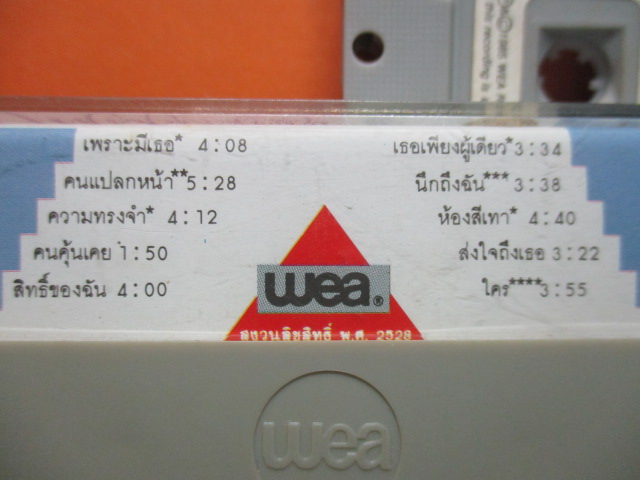 เพราะมีเธอ* 4:08
คนแปลกหน้า**5:28
ความทรงจำ* 4:12
คนคุ้นเคย 1:50
สิทธิ์ของฉัน 4:00
เธอเพียงผู้เดียว*3:34
นึกถึงฉัน***3:38
ห้องสีเทา* 4:40
ส่งใจถึงเธอ 3:22
ใคร****3:55
wea®
สงวนลิขสิทธิ์ พ.ศ. 2528
wea